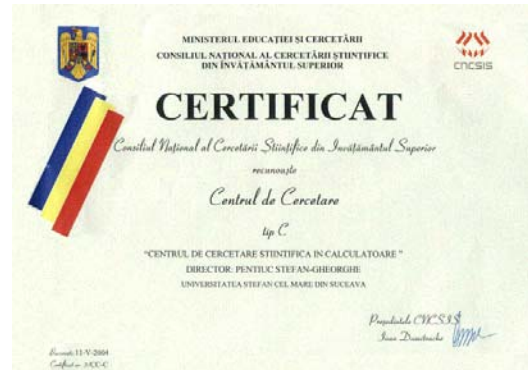 MINISTERUL EDUCAȚIEI ȘI CERCETĂRII
CONSILIUL NAȚIONAL AL CERCETĂRII ȘTIINȚIFICE
DIN ÎNVĂȚĂMÂNTUL SUPERIOR
CNCSIS
CERTIFICAT
Consiliul Național al Cercetării Științifice din Învățământul Superior
recunoaște
Centrul de Cercetare
tip C
"CENTRUL DE CERCETARE STIINTIFICA IN CALCULATOARE "
DIRECTOR: PENTIUC STEFAN-GHEORGHE
UNIVERSITATEA STEFAN CEL MARE DIN SUCEAVA
Președintele CNCSIS
Ioan Dumitrache
București 11-V-2004
Certificat nr.